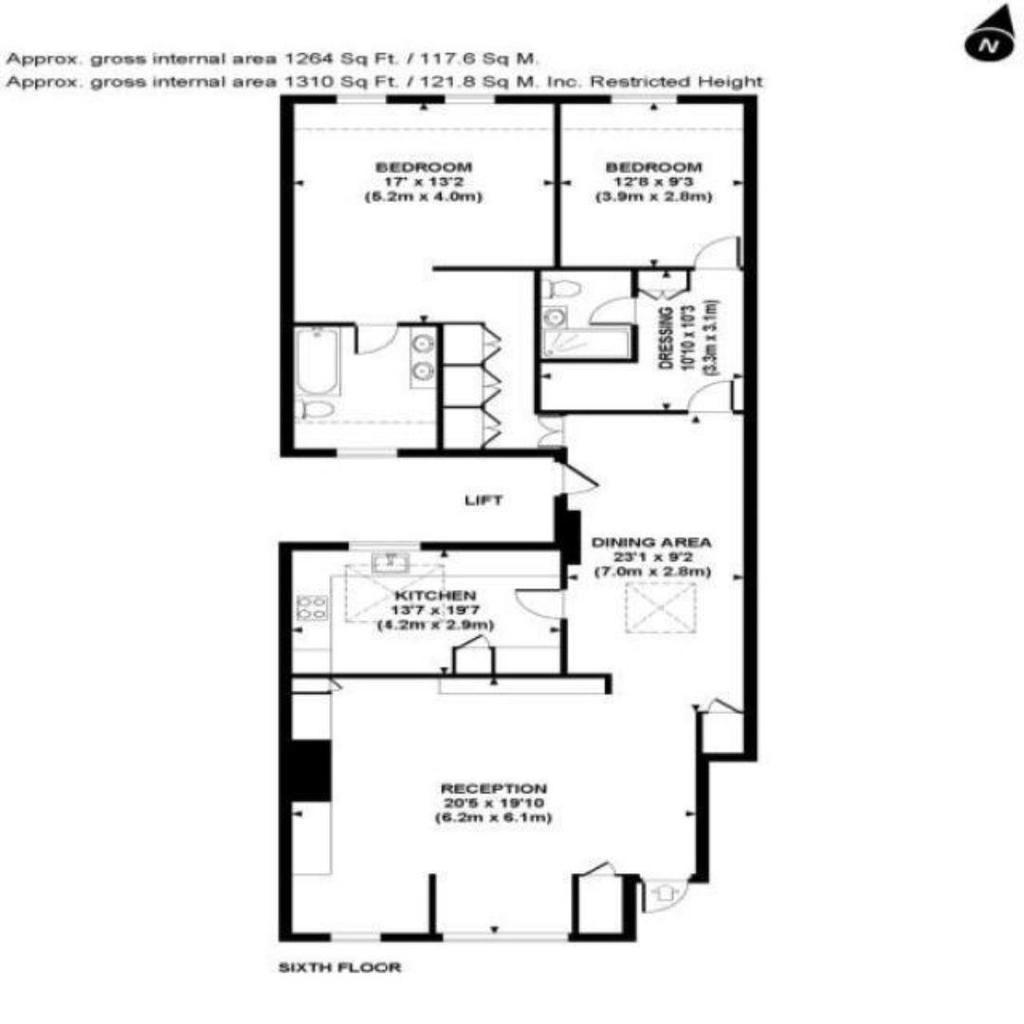 N
Approx. gross internal area 1264 Sq Ft. / 117.6 Sq M.
Approx. gross internal area 1310 Sq Ft. / 121.8 Sq M. Inc. Restricted Height
BEDROOM
17' x 13'2
(5.2m x 4.0m)
BEDROOM
12'8 x 9'3
(3.9m x 2.8m)
DRESSING
10'10 x 10'3
(3.3m x 3.1m)
LIFT
DINING AREA
23'1 x 9'2
(7.0m x 2.8m)
KITCHEN
13'7 x 19'7
(4.2m x 2.9m)
RECEPTION
20'5 x 19'10
(6.2m x 6.1m)
SIXTH FLOOR